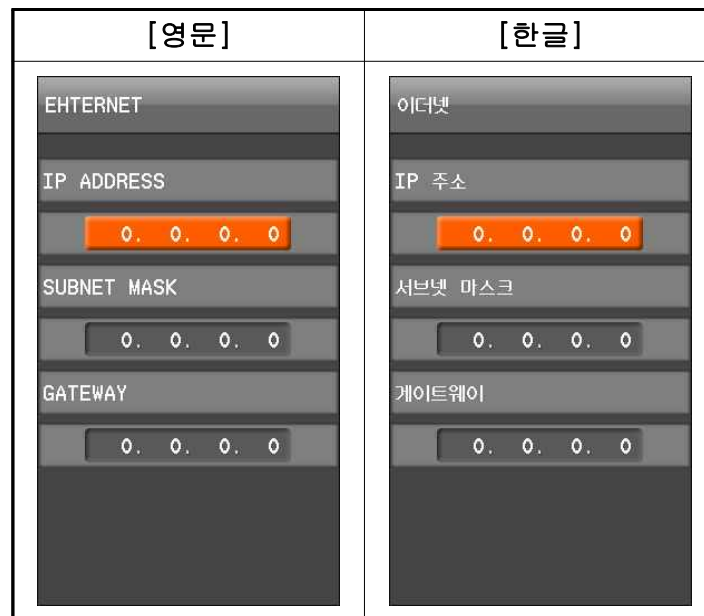 [영문]
[한글]
EHTERNET
IP ADDRESS
0. 0. 0. 0
SUBNET MASK
0. 0. 0. 0
GATEWAY
0. 0. 0. 0
이더넷
IP 주소
0. 0. 0. 0
서브넷 마스크
0. 0. 0. 0
게이트웨이
0. 0. 0. 0